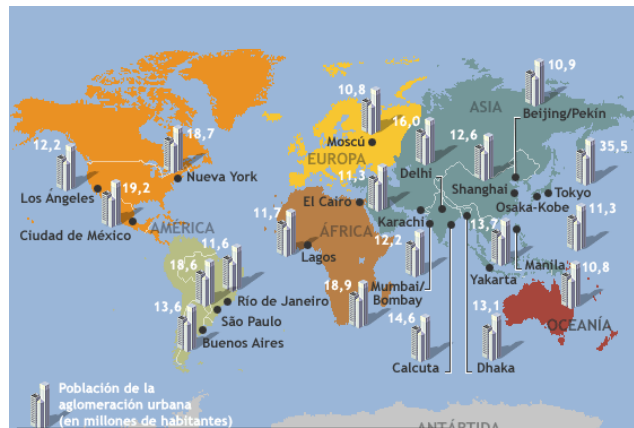 10,9
10,8
ASIA
Beijing/Pekín
16,0
12,6
35,5
12,2
18,7
Moscú
EUROPA
Delhi
11,3
Shanghai
Tokyo
Los Ángeles
Nueva York
19,2
El Cairo
Osaka-Kobe
Ciudad de México
AMÉRICA
11,7
ÁFRICA
Karachi
13,7
11,3
11,6
Lagos
12,2
Manila
18,6
Mumbai/
Bombay
Yakarta
10,8
13,6
Río de Janeiro
18,9
14,6
13,1
OCEANÍA
São Paulo
Buenos Aires
Calcuta
Dhaka
Población de la
aglomeración urbana
(en millones de habitantes)
ANTÁRTIDA